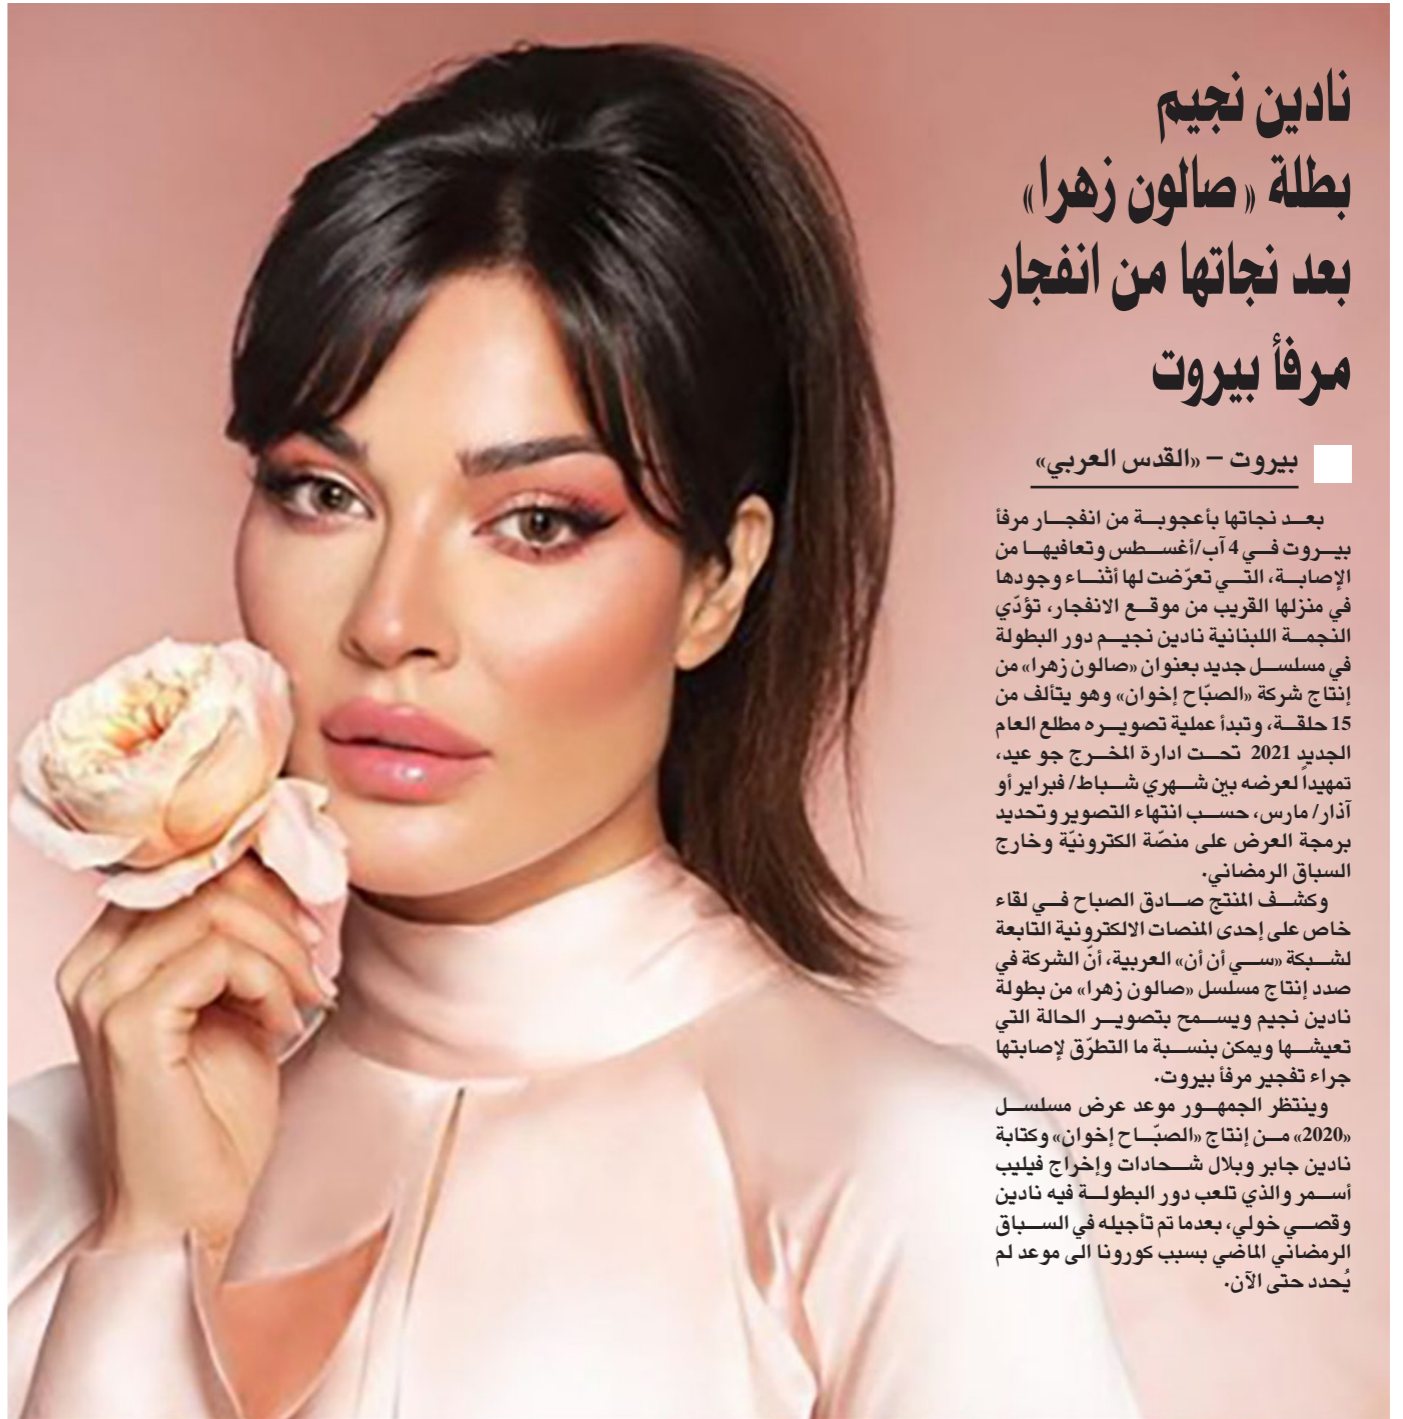 نادين نجيم
بطلة «صالون زهرا»
بعد نجاتها من انفجار
مرفأ بيروت
بيروت – «القدس العربي»
بعد نجاتها بأعجوبة من انفجار مرفأ
بيروت في 4 آب/أغسطس وتعافيها من
الإصابة، التي تعرّضت لها أثناء وجودها
في منزلها القريب من موقع الانفجار، تؤدّي
النجمة اللبنانية نادين نجيم دور البطولة
في مسلسل جديد بعنوان «صالون زهرا» من
إنتاج شركة «الصبّاح إخوان» وهو يتألف من
15 حلقة، وتبدأ عملية تصويره مطلع العام
الجديد 2021 تحت ادارة المخرج جو عيد،
تمهيداً لعرضه بين شهري شباط/ فبراير أو
آذار/ مارس، حسب انتهاء التصوير وتحديد
برمجة العرض على منصّة الكترونيّة وخارج
السباق الرمضاني.
وكشف المنتج صادق الصباح في لقاء
خاص على إحدى المنصات الالكترونية التابعة
لشبكة «سي أن أن» العربية، أنّ الشركة في
صدد إنتاج مسلسل «صالون زهرا» من بطولة
نادين نجيم ويسمح بتصوير الحالة التي
تعيشها ويمكن بنسبة ما التطرّق لإصابتها
جراء تفجير مرفأ بيروت.
وينتظر الجمهور موعد عرض مسلسل
«2020» من إنتاج «الصبّاح إخوان» وكتابة
نادين جابر وبلال شحادات وإخراج فيليب
أسمر والذي تلعب دور البطولة فيه نادين
وقصي خولي، بعدما تم تأجيله في السباق
الرمضاني الماضي بسبب كورونا الى موعد لم
يُحدد حتى الآن.